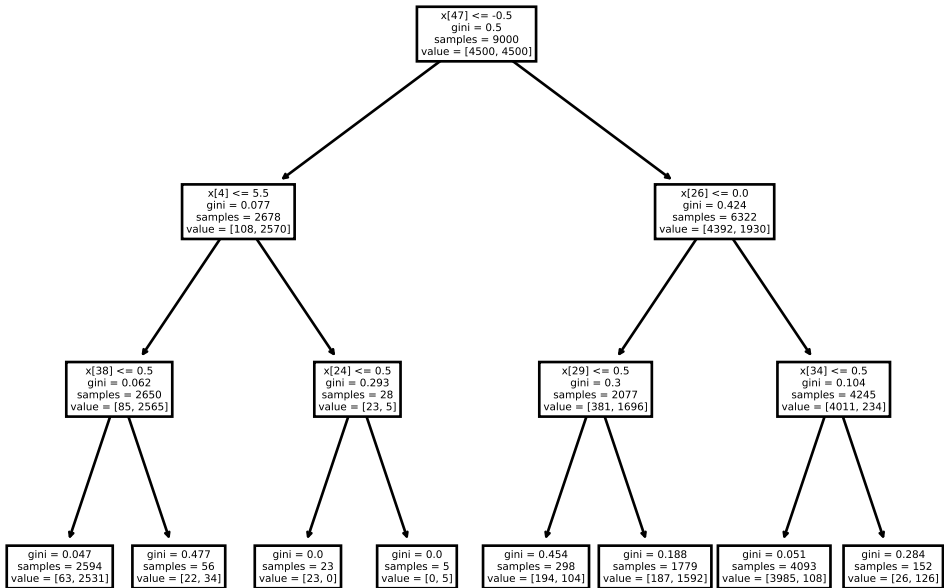 x[47] <= -0.5
gini = 0.5
samples = 9000
value = [4500, 4500]
x[4] <= 5.5
gini = 0.077
samples = 2678
value = [108, 2570]
x[26] <= 0.0
gini = 0.424
samples = 6322
value = [4392, 1930]
x[38] <= 0.5
gini = 0.062
samples = 2650
value = [85, 2565]
x[24] <= 0.5
gini = 0.293
samples = 28
value = [23, 5]
x[29] <= 0.5
gini = 0.3
samples = 2077
value = [381, 1696]
x[34] <= 0.5
gini = 0.104
samples = 4245
value = [4011, 234]
gini = 0.047
samples = 2594
value = [63, 2531]
gini = 0.477
samples = 56
value = [22, 34]
gini = 0.0
samples = 23
value = [23, 0]
gini = 0.0
samples = 5
value = [0, 5]
gini = 0.454
samples = 298
value = [194, 104]
gini = 0.188
samples = 1779
value = [187, 1592]
gini = 0.051
samples = 4093
value = [3985, 108]
gini = 0.284
samples = 152
value = [26, 126]